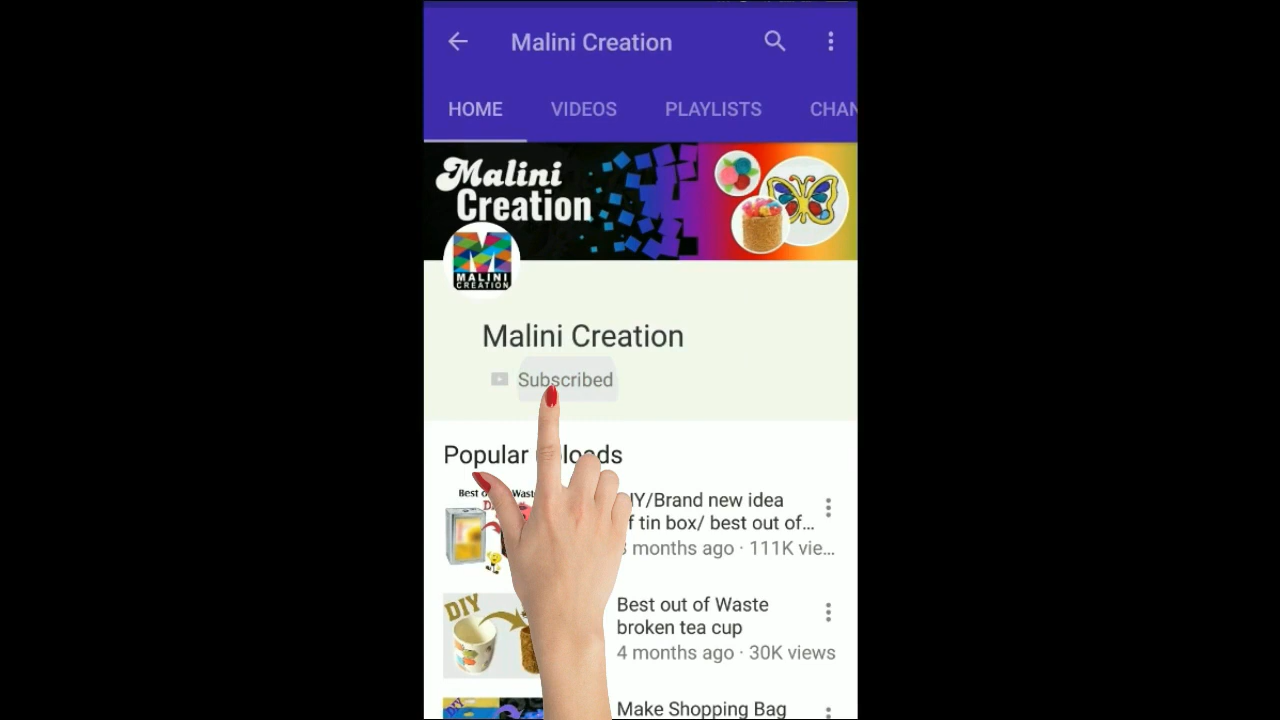 Malini Creation
HOME VIDEOS PLAYLISTS CHAN
Malini
Creation
MALINI
CREATION
Malini Creation
Subscribed
Popular
Best
IY/Brand new idea
f tin box/ best out of...
months ago · 111K vie...
DIY
Best out of Waste
broken tea cup
4 months ago · 30K views
DIY
Make Shopping Bag